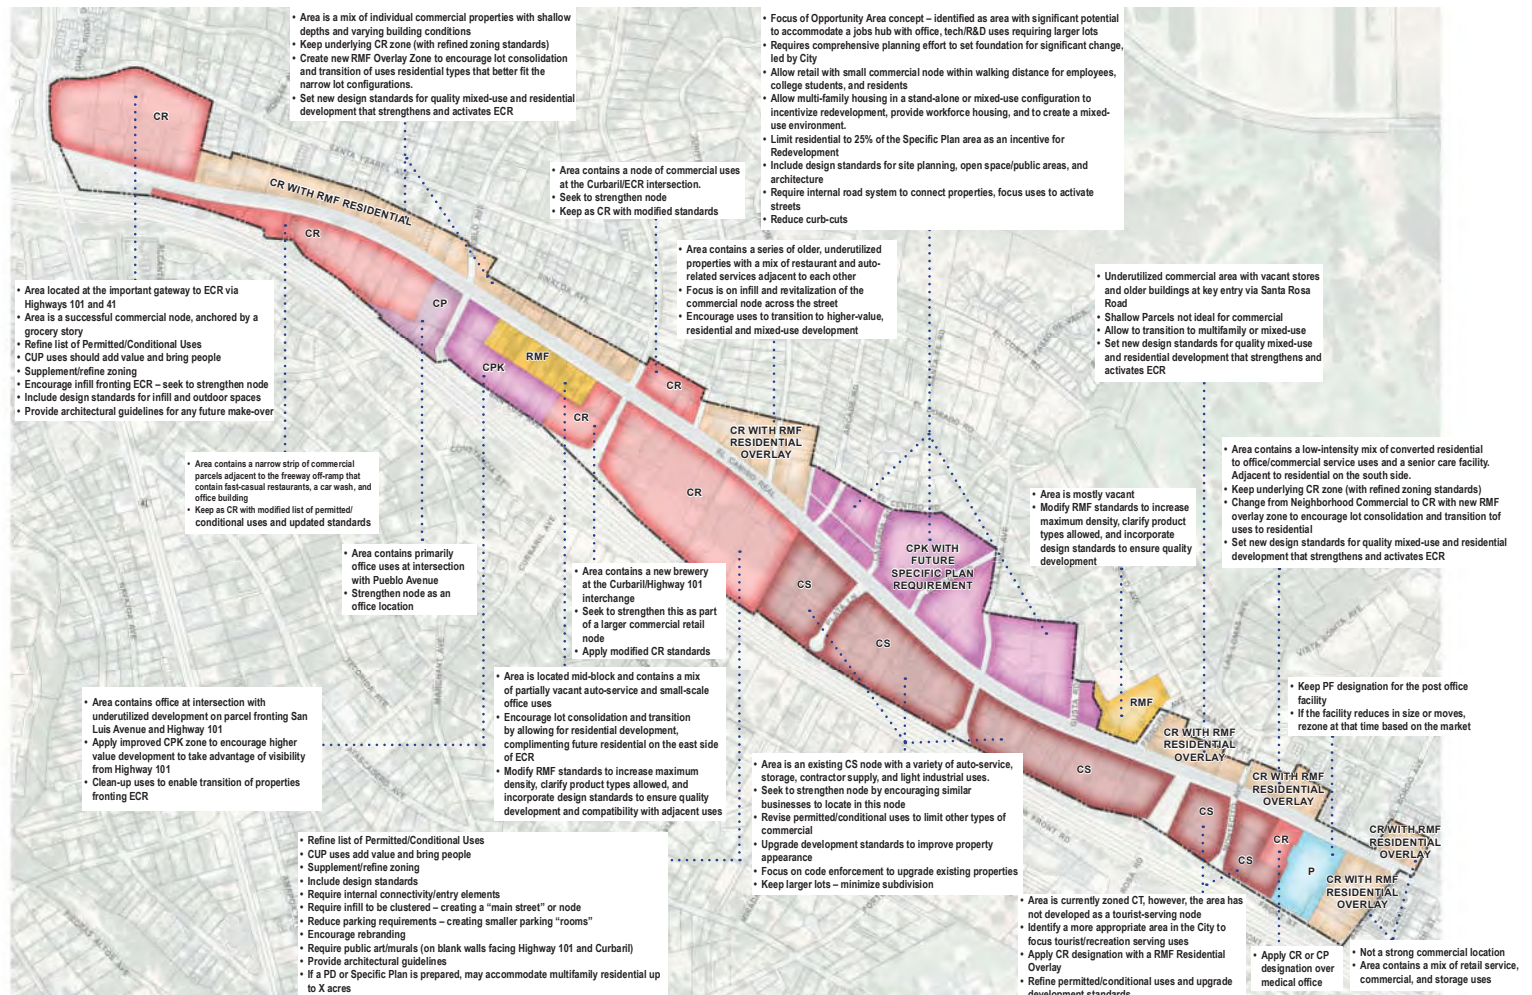 • Area is a mix of individual commercial properties with shallow
depths and varying building conditions
• Keep underlying CR zone (with refined zoning standards)
• Create new RMF Overlay Zone to encourage lot consolidation
and transition of uses residential types that better fit the
narrow lot configurations.
• Set new design standards for quality mixed-use and residential
development that strengthens and activates ECR
• Focus of Opportunity Area concept – identified as area with significant potential
to accommodate a jobs hub with office, tech/R&D uses requiring larger lots
• Requires comprehensive planning effort to set foundation for significant change,
led by City
• Allow retail with small commercial node within walking distance for employees,
college students, and residents
• Allow multi-family housing in a stand-alone or mixed-use configuration to
incentivize redevelopment, provide workforce housing, and to create a mixed-
use environment.
• Limit residential to 25% of the Specific Plan area as an incentive for
Redevelopment
• Include design standards for site planning, open space/public areas, and
architecture
• Require internal road system to connect properties, focus uses to activate
streets
• Reduce curb-cuts
• Area contains a node of commercial uses
at the Curbaril/ECR intersection.
• Seek to strengthen node
• Keep as CR with modified standards
• Area contains a series of older, underutilized
properties with a mix of restaurant and auto-
related services adjacent to each other
• Focus is on infill and revitalization of the
commercial node across the street
• Encourage uses to transition to higher-value,
residential and mixed-use development
• Underutilized commercial area with vacant stores
and older buildings at key entry via Santa Rosa
Road
• Shallow Parcels not ideal for commercial
• Allow to transition to multifamily or mixed-use
• Set new design standards for quality mixed-use
and residential development that strengthens and
activates ECR
• Area located at the important gateway to ECR via
Highways 101 and 41
• Area is a successful commercial node, anchored by a
grocery story
• Refine list of Permitted/Conditional Uses
• CUP uses should add value and bring people
• Supplement/refine zoning
• Encourage infill fronting ECR – seek to strengthen node
• Include design standards for infill and outdoor spaces
• Provide architectural guidelines for any future make-over
• Area contains a narrow strip of commercial
parcels adjacent to the freeway off-ramp that
contain fast-casual restaurants, a car wash, and
office building
• Keep as CR with modified list of permitted/
conditional uses and updated standards
• Area contains primarily
office uses at intersection
with Pueblo Avenue
• Strengthen node as an
office location
• Area contains a new brewery
at the Curbaril/Highway 101
interchange
• Seek to strengthen this as part
of a larger commercial retail
node
• Apply modified CR standards
• Area is mostly vacant
• Modify RMF standards to increase
maximum density, clarify product
types allowed, and incorporate
design standards to ensure quality
development
• Area contains a low-intensity mix of converted residential
to office/commercial service uses and a senior care facility.
Adjacent to residential on the south side.
• Keep underlying CR zone (with refined zoning standards)
• Change from Neighborhood Commercial to CR with new RMF
overlay zone to encourage lot consolidation and transition tof
uses to residential
• Set new design standards for quality mixed-use and residential
development that strengthens and activates ECR
• Area contains office at intersection with
underutilized development on parcel fronting San
Luis Avenue and Highway 101
• Apply improved CPK zone to encourage higher
value development to take advantage of visibility
from Highway 101
• Clean-up uses to enable transition of properties
fronting ECR
• Area is located mid-block and contains a mix
of partially vacant auto-service and small-scale
office uses
• Encourage lot consolidation and transition
by allowing for residential development,
complimenting future residential on the east side
of ECR
• Modify RMF standards to increase maximum
density, clarify product types allowed, and
incorporate design standards to ensure quality
development and compatibility with adjacent uses
• Keep PF designation for the post office
facility
• If the facility reduces in size or moves,
rezone at that time based on the market
• Area is an existing CS node with a variety of auto-service,
storage, contractor supply, and light industrial uses.
• Seek to strengthen node by encouraging similar
businesses to locate in this node
• Revise permitted/conditional uses to limit other types of
commercial
• Upgrade development standards to improve property
appearance
• Focus on code enforcement to upgrade existing properties
• Keep larger lots – minimize subdivision
• Refine list of Permitted/Conditional Uses
• CUP uses add value and bring people
• Supplement/refine zoning
• Include design standards
• Require internal connectivity/entry elements
• Require infill to be clustered – creating a “main street” or node
• Reduce parking requirements – creating smaller parking “rooms”
• Encourage rebranding
• Require public art/murals (on blank walls facing Highway 101 and Curbaril)
• Provide architectural guidelines
• If a PD or Specific Plan is prepared, may accommodate multifamily residential up
to X acres
• Area is currently zoned CT, however, the area has
not developed as a tourist-serving node
• Identify a more appropriate area in the City to
focus tourist/recreation serving uses
• Apply CR designation with a RMF Residential
Overlay
• Refine permitted/conditional uses and upgrade
development standards
• Apply CR or CP
designation over
medical office
• Not a strong commercial location
• Area contains a mix of retail service,
commercial, and storage uses
CR
CR WITH RMF RESIDENTIAL
CR
CP
CPK
RMF
CR
CR
CR WITH RMF
RESIDENTIAL
OVERLAY
EL CAMINO REAL
CR
CPK WITH
FUTURE
SPECIFIC PLAN
REQUIREMENT
CS
CS
RMF
CS
CR WITH RMF
RESIDENTIAL
OVERLAY
CR WITH RMF
RESIDENTIAL
OVERLAY
CS
CS
CR
P
CR WITH RMF
RESIDENTIAL
OVERLAY
CR WITH RMF
RESIDENTIAL
OVERLAY
SANTA YSABEL AVE
SINALOA AVE
EL DORADO RD
EL CENTRO RD
CURBARIL AVE
MARCHANT AVE
NAVAJOA AVE
VISTA BONITA AVE
LAS LOMAS AVE
41